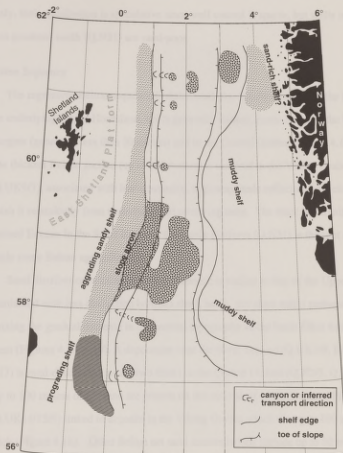 -2° 0° 2° 4° 6°
62°
Shetland
Islands
East Shetland Platform
sand-rich shelf?
Norway
60°
aggrading sandy shelf
slope apron
muddy shelf
58°
muddy shelf
prograding shelf
56°
canyon or inferred
transport direction
shelf edge
toe of slope